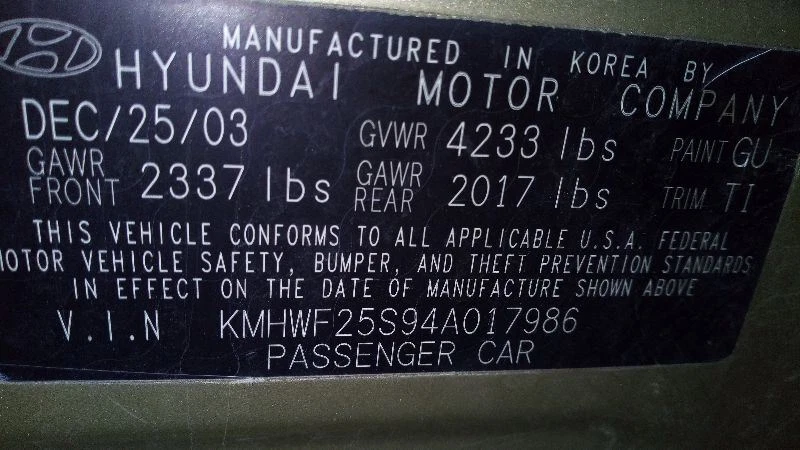 MANUFACTURED IN KOREA BY
HYUNDAI MOTOR COMPANY
DEC/25/03 GVWR 4233 lbs PAINT GU
GAWR FRONT 2337 lbs GAWR REAR 2017 lbs TRIM TI
THIS VEHICLE CONFORMS TO ALL APPLICABLE U.S.A. FEDERAL
MOTOR VEHICLE SAFETY, BUMPER, AND THEFT PREVENTION STANDARDS
IN EFFECT ON THE DATE OF MANUFACTURE SHOWN ABOVE
V.I.N KMHWF25S94A017986
PASSENGER CAR